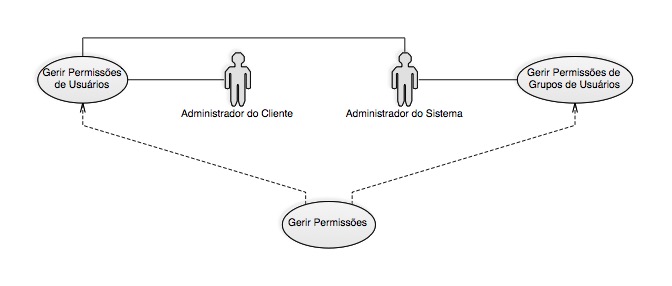 Gerir Permissões
de Usuários
Administrador do Cliente
Administrador do Sistema
Gerir Permissões de
Grupos de Usuários
Gerir Permissões